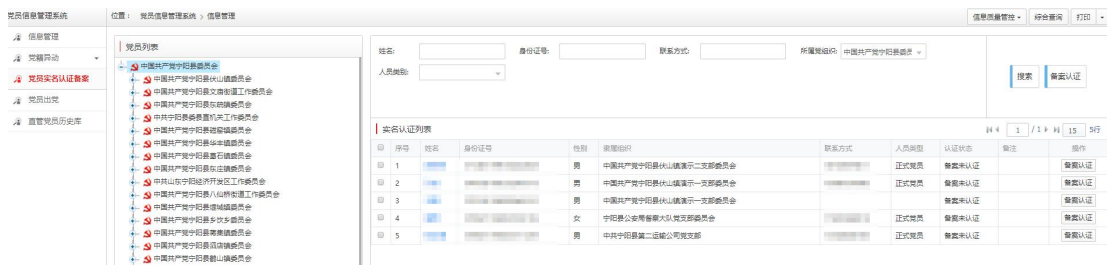 党员信息管理系统
位置： 党员信息管理系统 > 信息管理
信息质量管控 综合查询 打印
信息管理
党籍异动
党员实名认证备案
党员出党
直管党员历史库
党员列表
中国共产党宁阳县委员会
中国共产党宁阳县伏山镇委员会
中国共产党宁阳县文庙街道工作委员会
中国共产党宁阳县东疏镇委员会
中共宁阳县委县直机关工作委员会
中国共产党宁阳县磁窑镇委员会
中国共产党宁阳县华丰镇委员会
中国共产党宁阳县葛石镇委员会
中国共产党宁阳县东庄镇委员会
中共山东宁阳经济开发区工作委员会
中国共产党宁阳县八仙桥街道工作委员会
中国共产党宁阳县堽城镇委员会
中国共产党宁阳县乡饮乡委员会
中国共产党宁阳县蒋集镇委员会
中国共产党宁阳县泗店镇委员会
中国共产党宁阳县鹤山镇委员会
姓名: 身份证号: 联系方式: 所属党组织: 中国共产党宁阳县委员
人员类别:
搜索 备案认证
实名认证列表
1 / 1 15 5行
序号 姓名 身份证号 性别 隶属组织 联系方式 人员类型 认证状态 备注 操作
1 男 中国共产党宁阳县伏山镇演示二支部委员会 正式党员 备案未认证 备案认证
2 男 中国共产党宁阳县伏山镇演示一支部委员会 正式党员 备案未认证 备案认证
3 男 中国共产党宁阳县伏山镇演示一支部委员会 备案未认证 备案认证
4 女 宁阳县公安局督察大队党支部委员会 正式党员 备案未认证 备案认证
5 男 中共宁阳县第二运输公司党支部 正式党员 备案未认证 备案认证